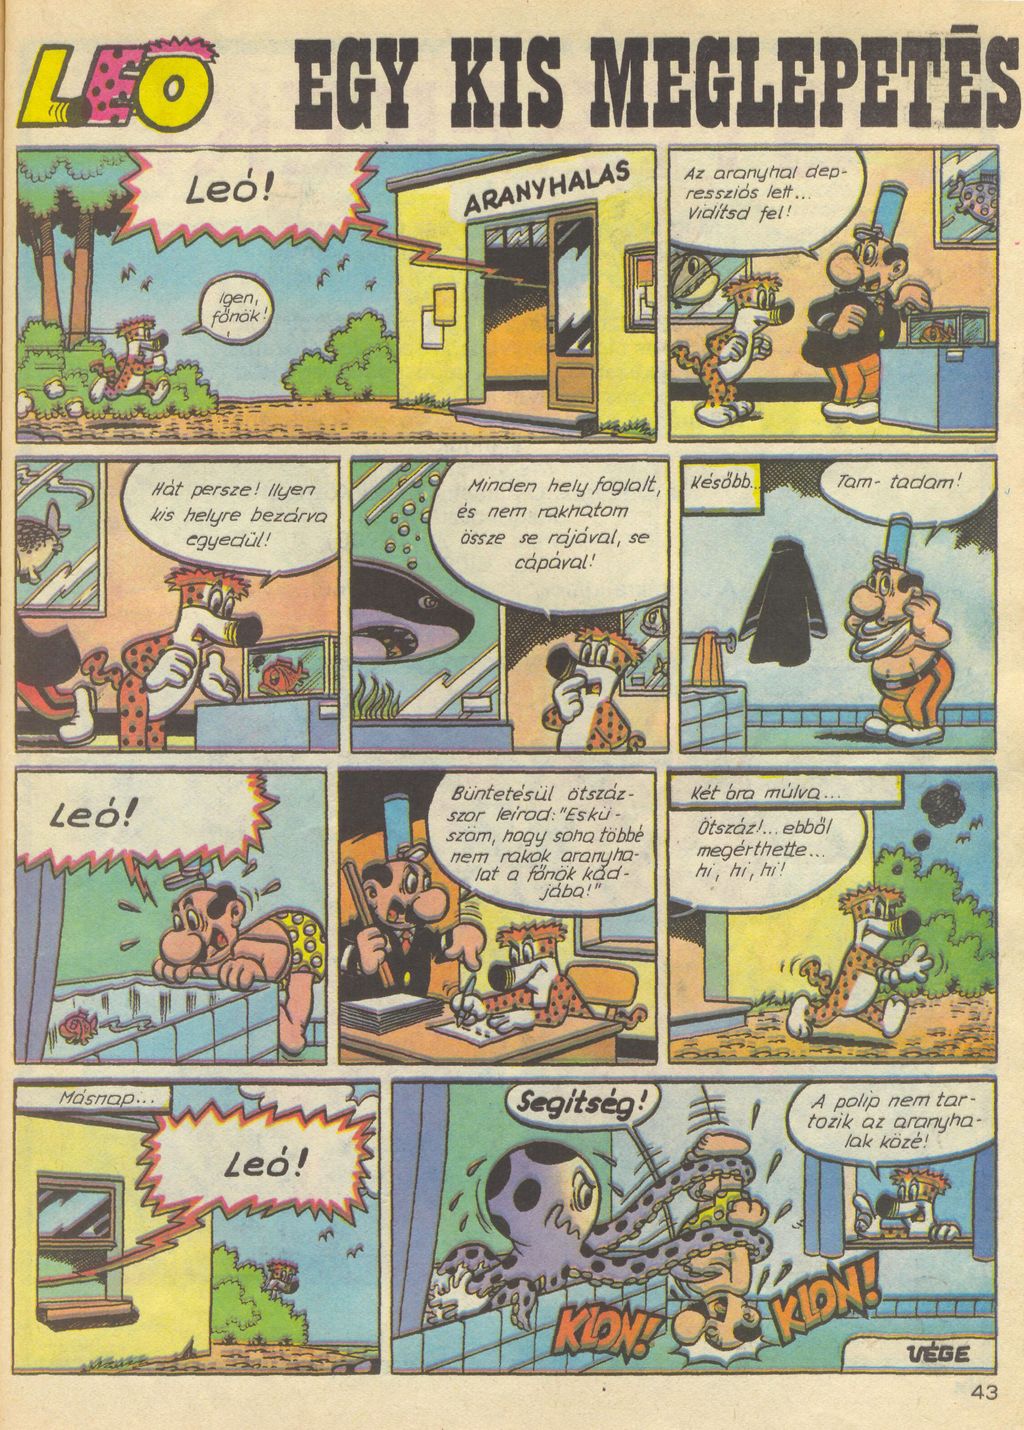 LEO
EGY KIS MEGLEPETÉS
Leó!
Igen,
főnök!
ARANYHALAS
Az aranyhal dep-
ressziós lett...
Vidítsd fel!
Hát persze! Ilyen
kis helyre bezárva
egyedül!
Minden hely foglalt,
és nem rakhatom
össze se rájával, se
cápával!
Később..
Tam- tadam!
Leó!
Büntetésül ötszáz-
szor leírod: "Eskü-
szöm, hogy soha többé
nem rakok aranyha-
lat a főnök kád-
jába!"
Két óra múlva...
Ötszáz!... ebből
megérthette...
hi, hi, hi!
Másnap...
Leó!
Segítség!
A polip nem tar-
tozik az aranyha-
lak közé!
KLON!
KLON!
VÉGE
43